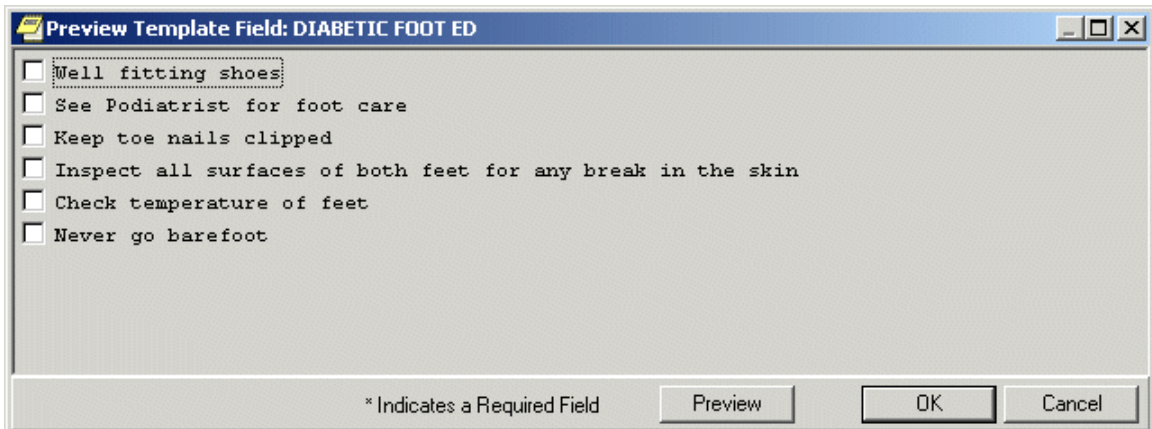 Preview Template Field: DIABETIC FOOT ED
Well fitting shoes
See Podiatrist for foot care
Keep toe nails clipped
Inspect all surfaces of both feet for any break in the skin
Check temperature of feet
Never go barefoot
* Indicates a Required Field Preview OK Cancel